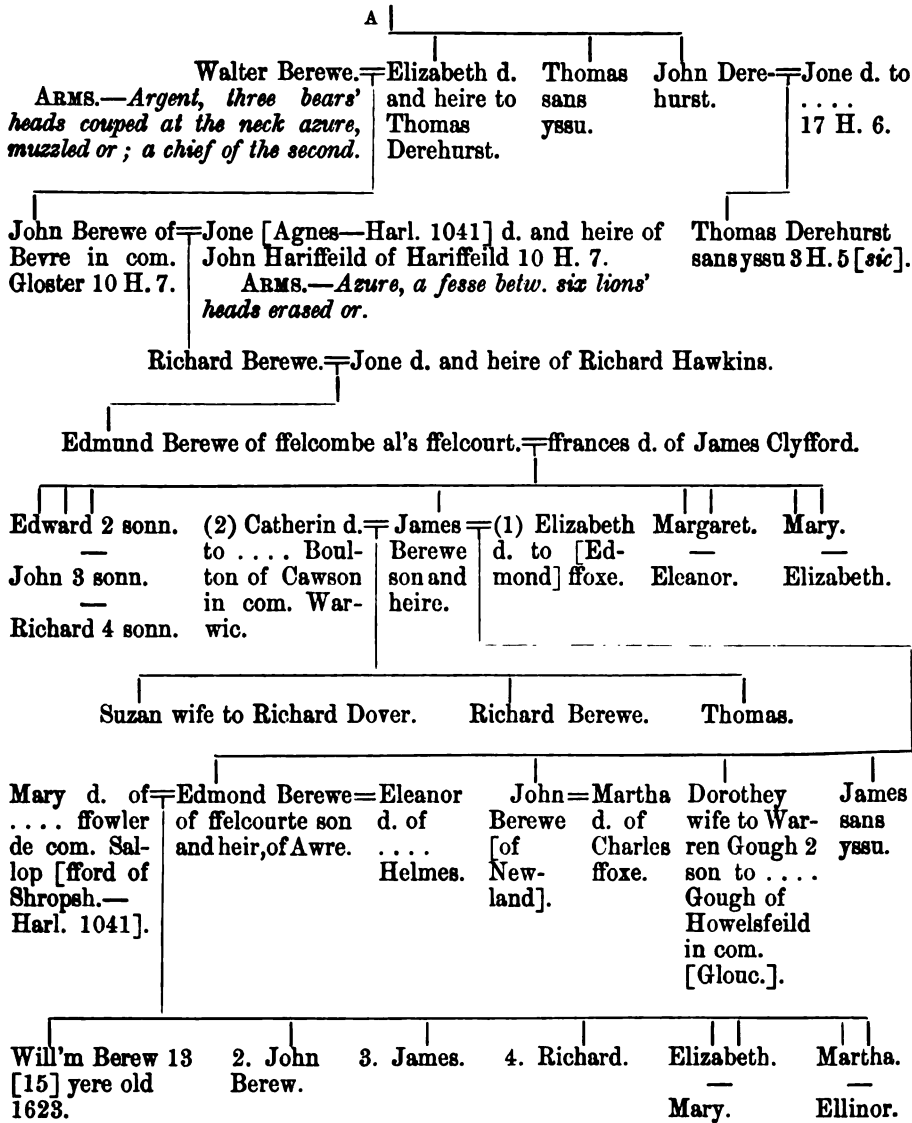 A
Walter Berewe.
ARMS.—Argent, three bears'
heads couped at the neck azure,
muzzled or; a chief of the second.
Elizabeth d.
and heire to
Thomas
Derehurst.
Thomas
sans
yssu.
John Dere-
hurst.
Jone d. to
. . . .
17 H. 6.
John Berewe of
Bevre in com.
Gloster 10 H. 7.
Jone [Agnes—Harl. 1041] d. and heire of
John Hariffeild of Hariffeild 10 H. 7.
ARMS.—Azure, a fesse betw. six lions'
heads erased or.
Thomas Derehurst
sans yssu 3 H. 5 [sic].
Richard Berewe.=Jone d. and heire of Richard Hawkins.
Edmund Berewe of ffelcombe al's ffelcourt.=ffrances d. of James Clyfford.
Edward 2 sonn.
—
John 3 sonn.
—
Richard 4 sonn.
(2) Catherin d.
to . . . . Boul-
ton of Cawson
in com. War-
wic.
James
Berewe
son and
heire.
(1) Elizabeth
d. to [Ed-
mond] ffoxe.
Margaret.
—
Eleanor.
Mary.
—
Elizabeth.
Suzan wife to Richard Dover.
Richard Berewe.
Thomas.
Mary d. of
. . . . ffowler
de com. Sal-
lop [fford of
Shropsh.—
Harl. 1041].
Edmond Berewe
of ffelcourte son
and heir, of Awre.
Eleanor
d. of
. . . .
Helmes.
John
Berewe
[of
New-
land].
Martha
d. of
Charles
ffoxe.
Dorothey
wife to War-
ren Gough 2
son to . . . .
Gough of
Howelsfeild
in com.
[Glouc.].
James
sans
yssu.
Will'm Berew 13
[15] yere old
1623.
2. John
Berew.
3. James.
4. Richard.
Elizabeth.
—
Mary.
Martha.
—
Ellinor.